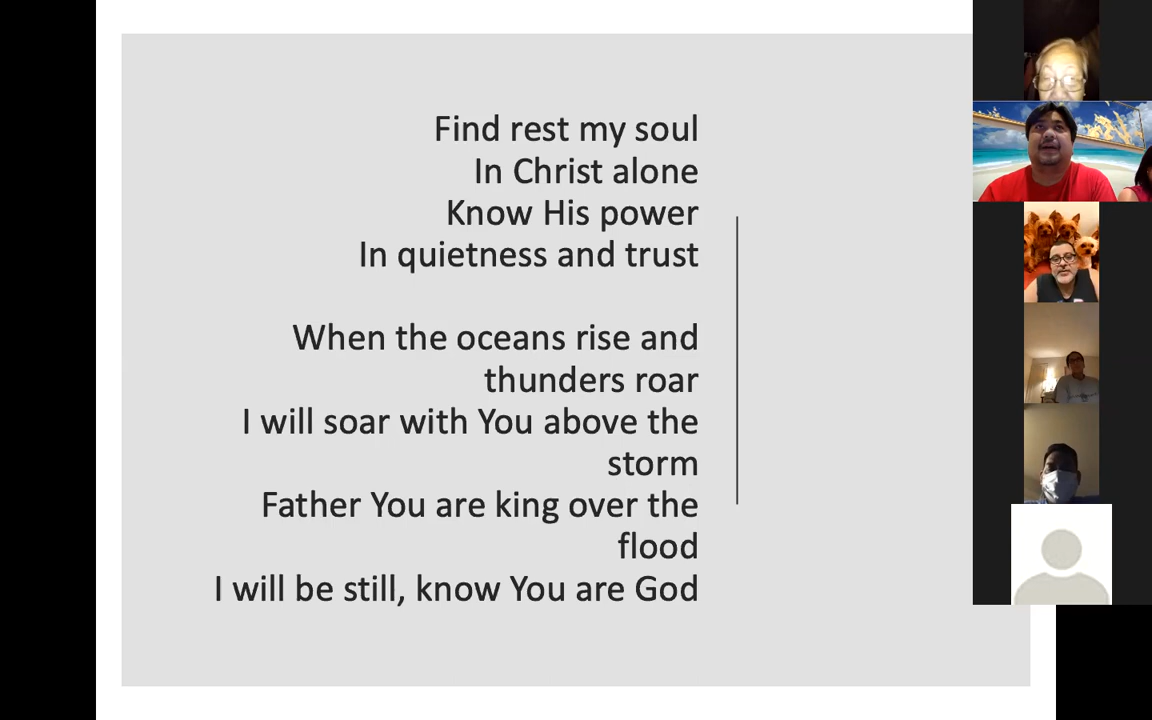 Find rest my soul
In Christ alone
Know His power
In quietness and trust
When the oceans rise and
thunders roar
I will soar with You above the
storm
Father You are king over the
flood
I will be still, know You are God